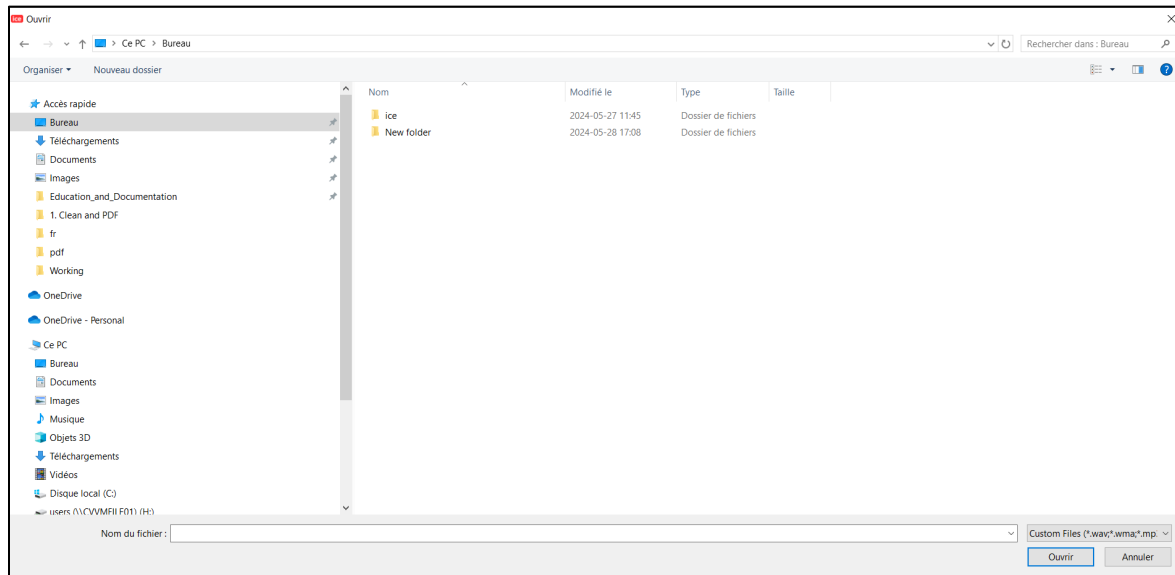 ice Ouvrir
Ce PC > Bureau
Rechercher dans : Bureau
Organiser
Nouveau dossier
Nom
Modifié le
Type
Taille
ice
2024-05-27 11:45
Dossier de fichiers
New folder
2024-05-28 17:08
Dossier de fichiers
Accès rapide
Bureau
Téléchargements
Documents
Images
Education_and_Documentation
1. Clean and PDF
fr
pdf
Working
OneDrive
OneDrive - Personal
Ce PC
Bureau
Documents
Images
Musique
Objets 3D
Téléchargements
Vidéos
Disque local (C:)
users (\\CVVMFILE01) (H:)
Nom du fichier :
Custom Files (*.wav;*.wma;*.mp
Ouvrir
Annuler